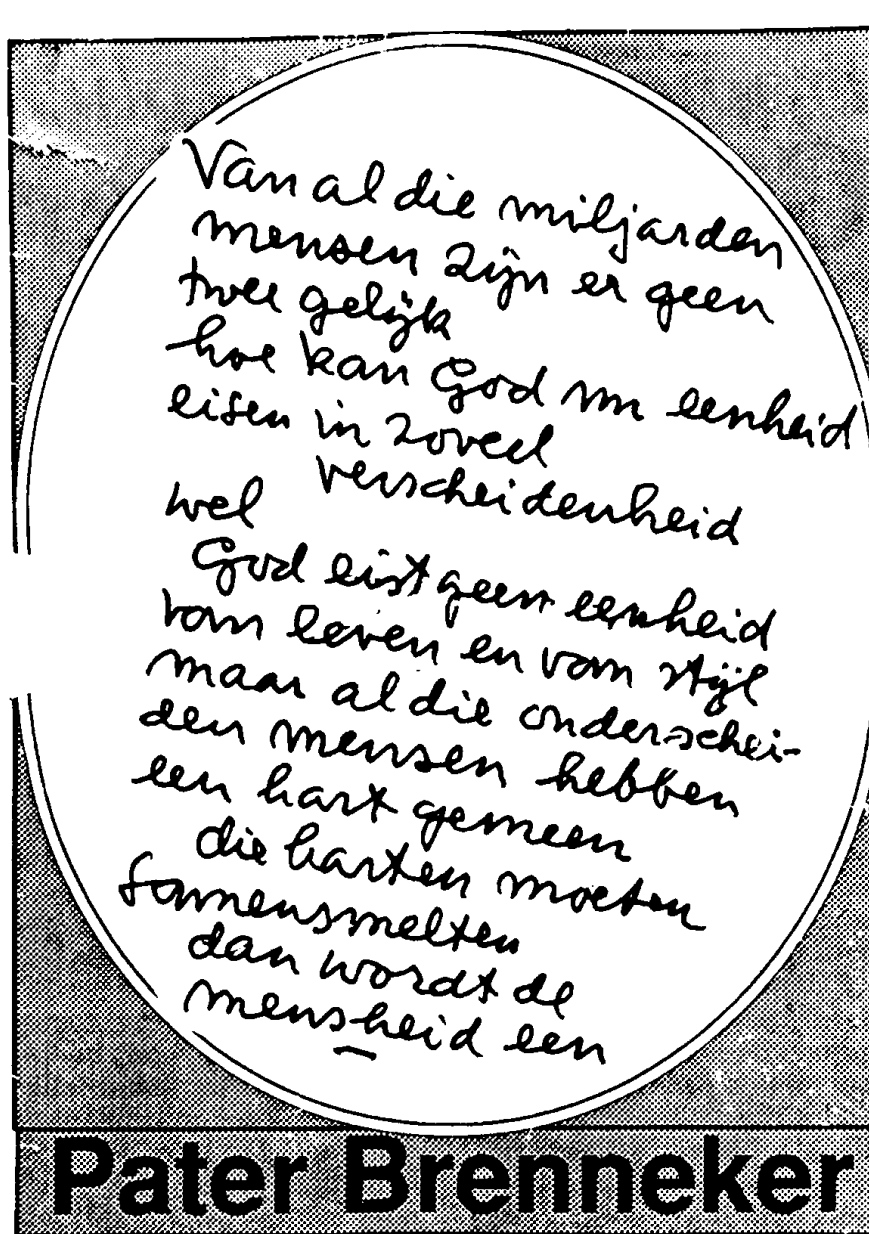 Van al die miljarden
mensen zijn er geen
twee gelijk
hoe kan God nu eenheid
eisen in zoveel
verscheidenheid
wel
God eist geen eenheid
van leven en van stijl
maar al die onderschei-
den mensen hebben
een hart gemeen
die harten moeten
samensmelten
dan wordt de
mensheid een
Pater Brenneker